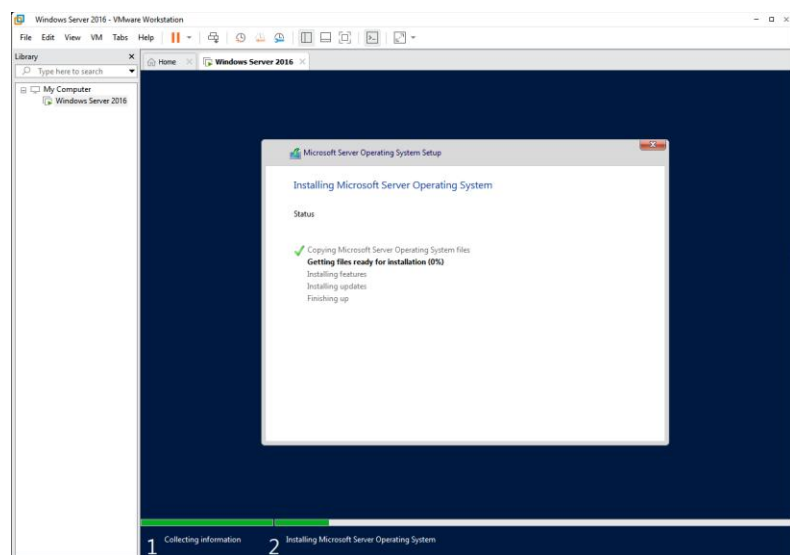 Windows Server 2016 - VMware Workstation
File Edit View VM Tabs Help
Library
Home
Windows Server 2016
Type here to search
My Computer
Windows Server 2016
Microsoft Server Operating System Setup
Installing Microsoft Server Operating System
Status
Copying Microsoft Server Operating System files
Getting files ready for installation (0%)
Installing features
Installing updates
Finishing up
1 Collecting information
2 Installing Microsoft Server Operating System